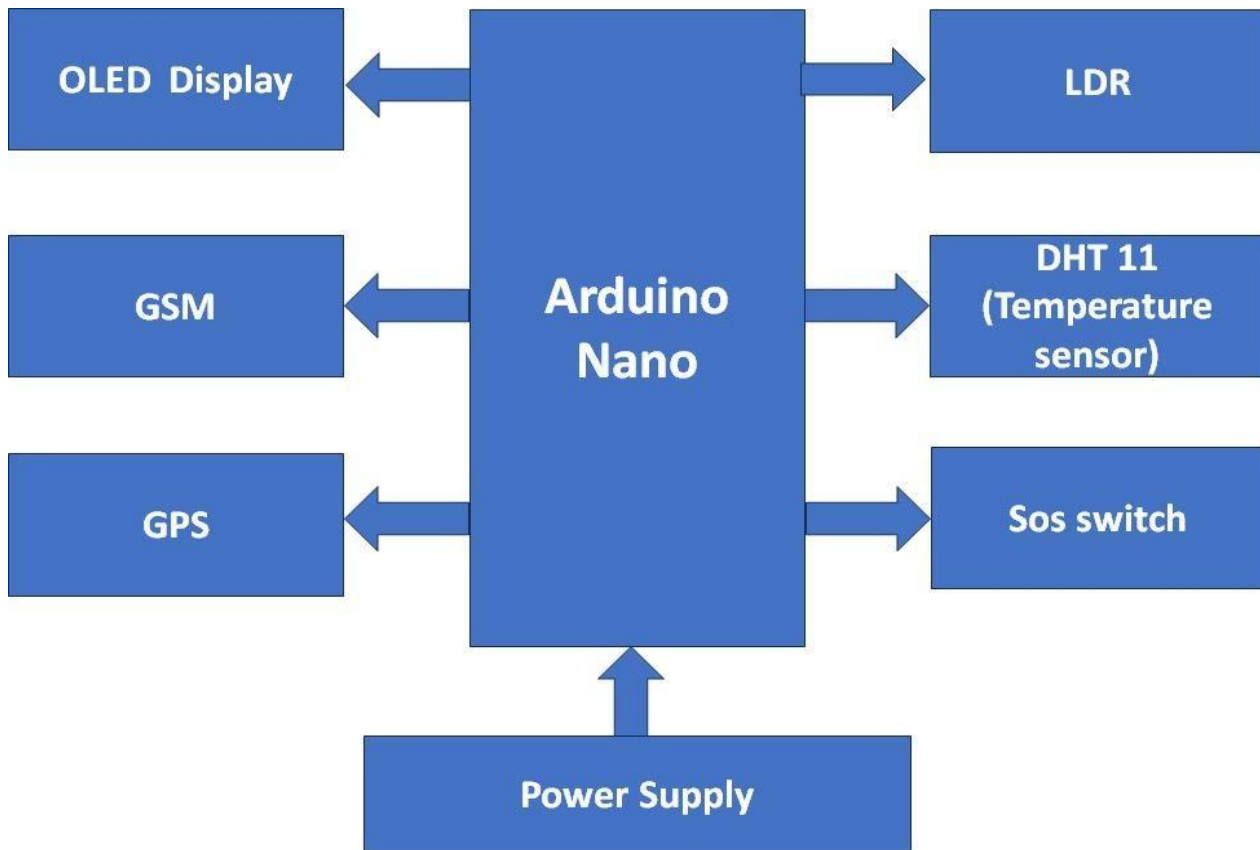 OLED  Display
LDR
GSM
Arduino
Nano
DHT 11
(Temperature
sensor)
GPS
Sos switch
Power Supply